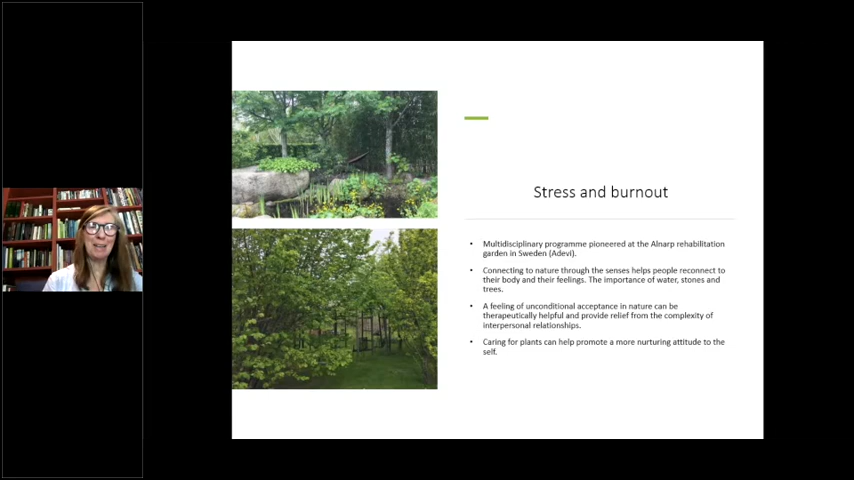 Stress and burnout
• Multidisciplinary programme pioneered at the Alnarp rehabilitation
garden in Sweden (Adevi).
• Connecting to nature through the senses helps people reconnect to
their body and their feelings. The importance of water, stones and
trees.
• A feeling of unconditional acceptance in nature can be
therapeutically helpful and provide relief from the complexity of
interpersonal relationships.
• Caring for plants can help promote a more nurturing attitude to the
self.